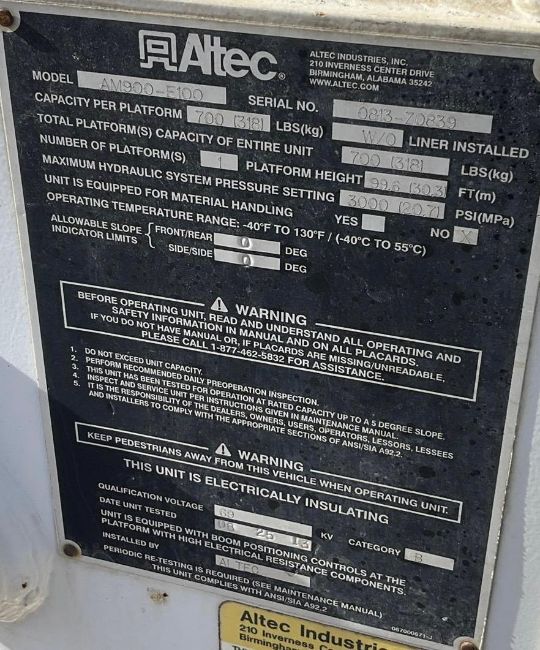 Altec®
ALTEC INDUSTRIES, INC.
210 INVERNESS CENTER DRIVE
BIRMINGHAM, ALABAMA 35242
WWW.ALTEC.COM
MODEL AM900-E100 SERIAL NO. 0813-Z0839
CAPACITY PER PLATFORM 700 (318) LBS(kg) W/O LINER INSTALLED
TOTAL PLATFORM(S) CAPACITY OF ENTIRE UNIT 700 (318) LBS(kg)
NUMBER OF PLATFORM(S) 1 PLATFORM HEIGHT 99.6 (30.3) FT(m)
MAXIMUM HYDRAULIC SYSTEM PRESSURE SETTING 3000 (20.7) PSI(MPa)
UNIT IS EQUIPPED FOR MATERIAL HANDLING YES NO X
OPERATING TEMPERATURE RANGE: -40°F TO 130°F / (-40°C TO 55°C)
ALLOWABLE SLOPE INDICATOR LIMITS { FRONT/REAR 0 DEG
SIDE/SIDE 0 DEG
⚠ WARNING
BEFORE OPERATING UNIT, READ AND UNDERSTAND ALL OPERATING AND
SAFETY INFORMATION IN MANUAL AND ON ALL PLACARDS.
IF YOU DO NOT HAVE MANUAL OR, IF PLACARDS ARE MISSING/UNREADABLE,
PLEASE CALL 1-877-462-5832 FOR ASSISTANCE.
1. DO NOT EXCEED UNIT CAPACITY.
2. PERFORM RECOMMENDED DAILY PREOPERATION INSPECTION.
3. THIS UNIT HAS BEEN TESTED FOR OPERATION AT RATED CAPACITY UP TO A 5 DEGREE SLOPE.
4. INSPECT AND SERVICE UNIT PER INSTRUCTIONS GIVEN IN MAINTENANCE MANUAL.
5. IT IS THE RESPONSIBILITY OF THE DEALERS, OWNERS, USERS, OPERATORS, LESSORS, LESSEES
AND INSTALLERS TO COMPLY WITH THE APPROPRIATE SECTIONS OF ANSI/SIA A92.2.
⚠ WARNING
KEEP PEDESTRIANS AWAY FROM THIS VEHICLE WHEN OPERATING UNIT.
THIS UNIT IS ELECTRICALLY INSULATING
QUALIFICATION VOLTAGE 69 KV CATEGORY B
DATE UNIT TESTED 08 25 13
UNIT IS EQUIPPED WITH BOOM POSITIONING CONTROLS AT THE
PLATFORM WITH HIGH ELECTRICAL RESISTANCE COMPONENTS.
INSTALLED BY ALTEC
PERIODIC RE-TESTING IS REQUIRED (SEE MAINTENANCE MANUAL)
THIS UNIT COMPLIES WITH ANSI/SIA A92.2
Altec Industri
210 Inverness
Birmingham